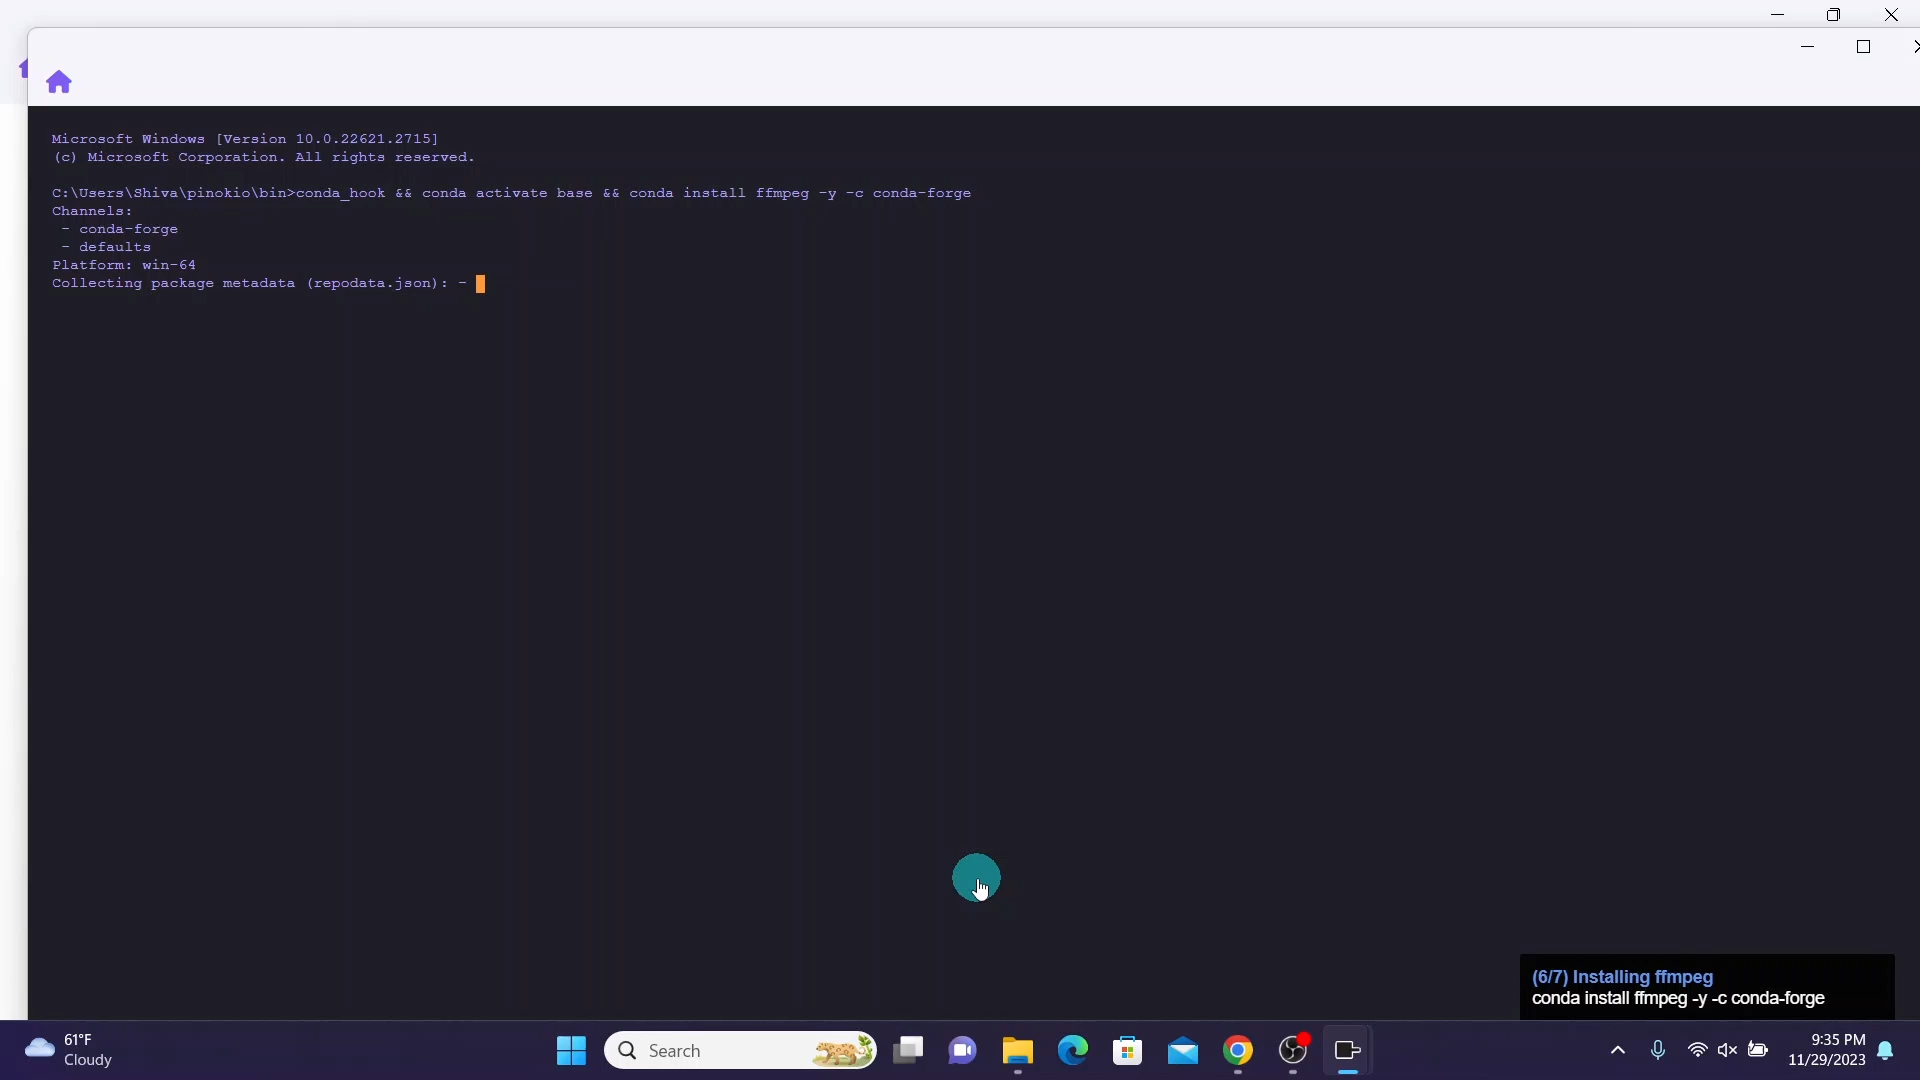 Microsoft Windows [Version 10.0.22621.2715]
(c) Microsoft Corporation. All rights reserved.
C:\Users\Shiva\pinokio\bin>conda_hook && conda activate base && conda install ffmpeg -y -c conda-forge
Channels:
- conda-forge
- defaults
Platform: win-64
Collecting package metadata (repodata.json): -
(6/7) Installing ffmpeg
conda install ffmpeg -y -c conda-forge
61°F
Cloudy
Search
9:35 PM
11/29/2023